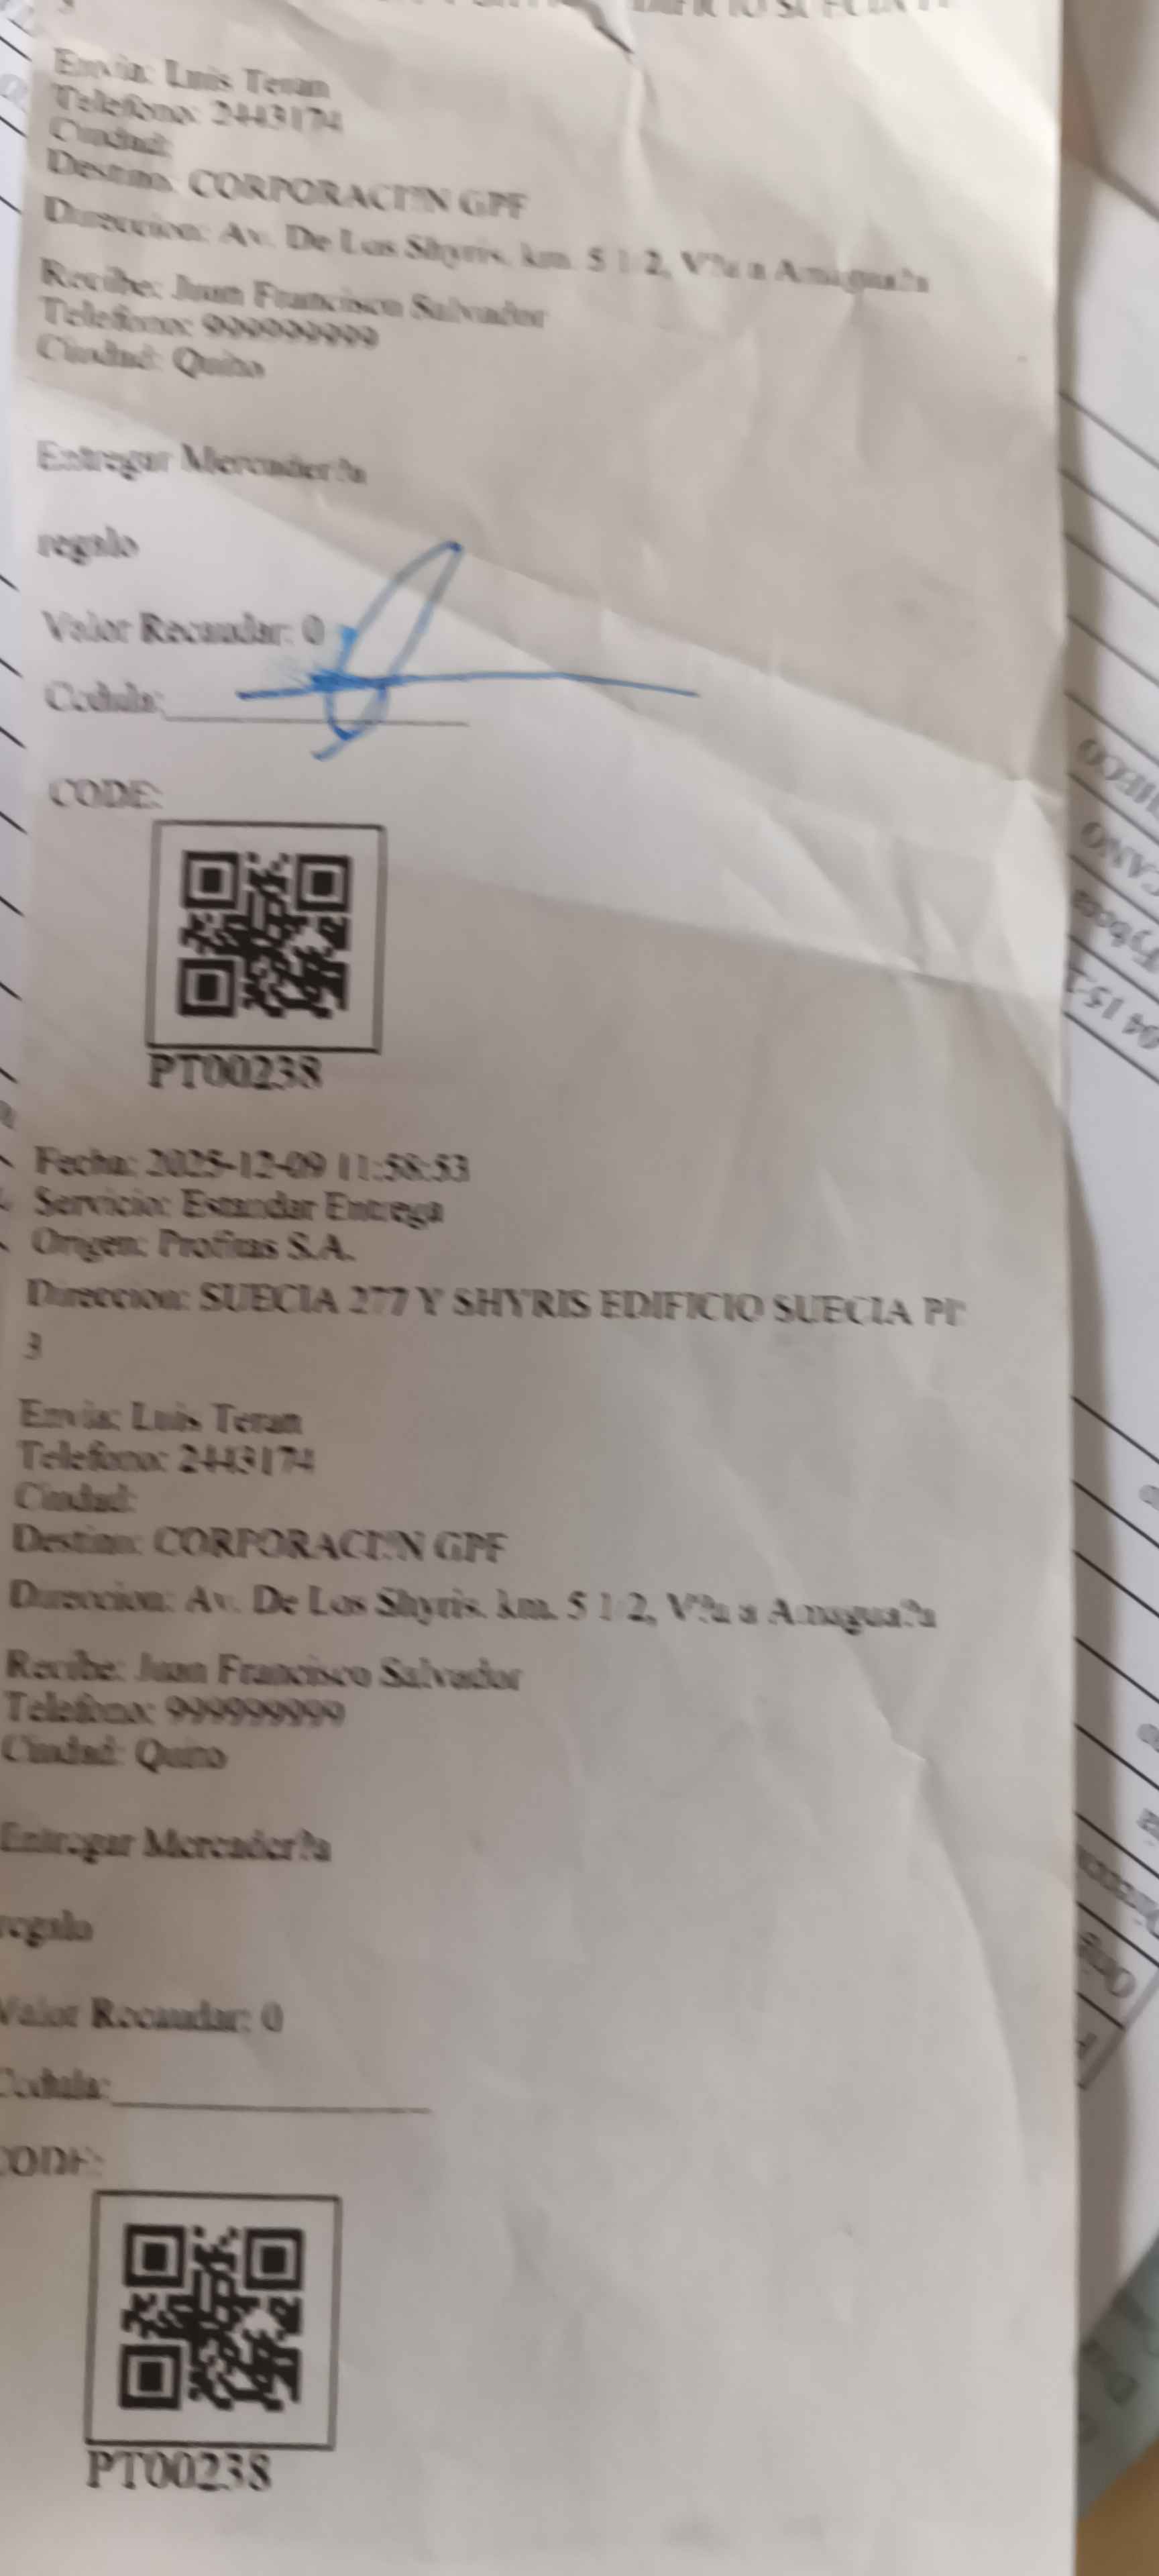 EDIFICIO SUECIA
3
Envia: Luis Teran
Telefono: 2443174
Ciudad:
Destino: CORPORACI?N GPF
Direccion: Av. De Los Shyris, km. 5 1/2, V?a a Amagua?a
Recibe: Juan Francisco Salvador
Telefono: 999999999
Ciudad: Quito
Entregar Mercader?a
regalo
Valor Recaudar: 0
Cedula:
CODE:
PT00238
Fecha: 2025-12-09 11:58:53
Servicio: Estandar Entrega
Origen: Profitas S.A.
Direccion: SUECIA 277 Y SHYRIS EDIFICIO SUECIA
3
Envia: Luis Teran
Telefono: 2443174
Ciudad:
Destino: CORPORACI?N GPF
Direccion: Av. De Los Shyris, km. 5 1/2, V?a a Amagua?a
Recibe: Juan Francisco Salvador
Telefono: 999999999
Ciudad: Quito
Entregar Mercader?a
regalo
Valor Recaudar: 0
Cedula:
CODE:
PT00238